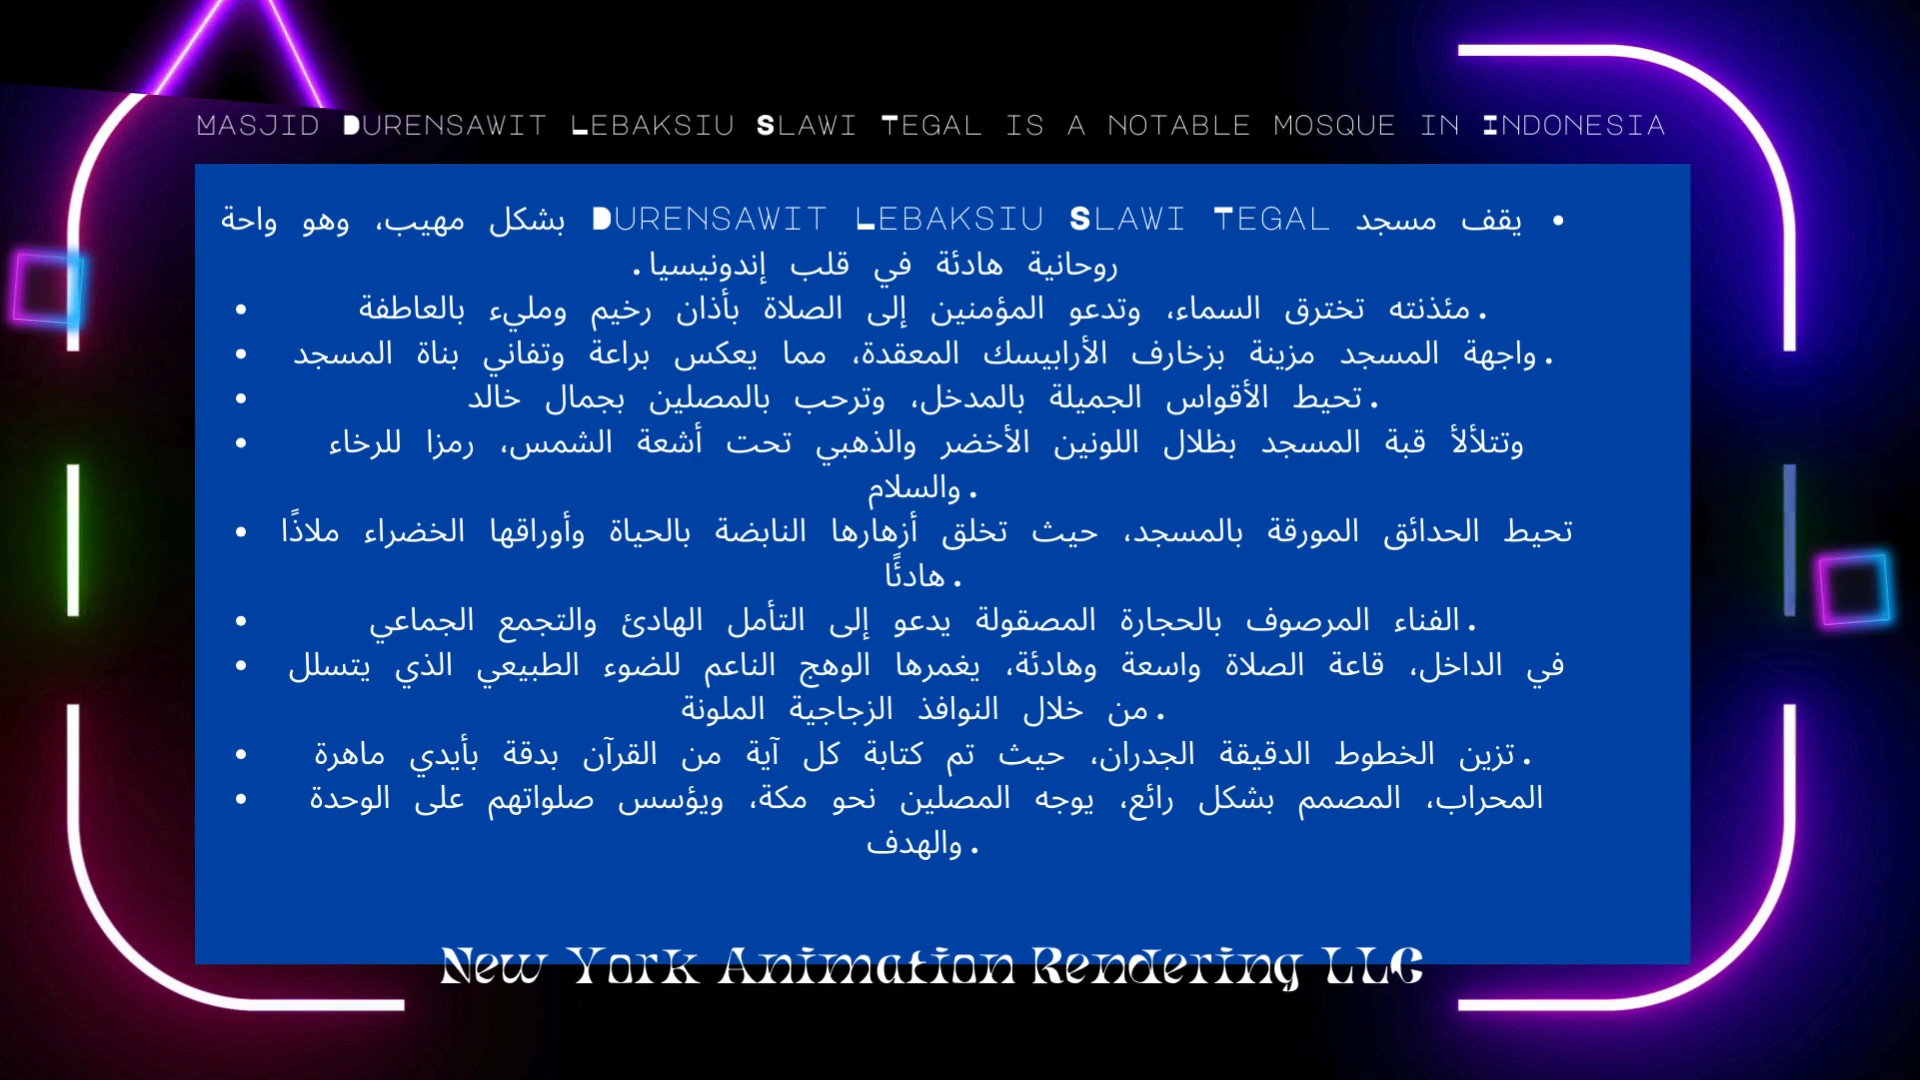 Masjid Durensawit Lebaksiu Slawi Tegal is a notable mosque in Indonesia
• يقف مسجد Durensawit Lebaksiu Slawi Tegal بشكل مهيب، وهو واحة
روحانية هادئة في قلب إندونيسيا.
• مئذنته تخترق السماء، وتدعو المؤمنين إلى الصلاة بأذان رخيم ومليء بالعاطفة.
• واجهة المسجد مزينة بزخارف الأرابيسك المعقدة، مما يعكس براعة وتفاني بناة المسجد.
• تحيط الأقواس الجميلة بالمدخل، وترحب بالمصلين بجمال خالد.
• وتتلألأ قبة المسجد بظلال اللونين الأخضر والذهبي تحت أشعة الشمس، رمزا للرخاء
والسلام.
• تحيط الحدائق المورقة بالمسجد، حيث تخلق أزهارها النابضة بالحياة وأوراقها الخضراء ملاذًا
هادئًا.
• الفناء المرصوف بالحجارة المصقولة يدعو إلى التأمل الهادئ والتجمع الجماعي.
• في الداخل، قاعة الصلاة واسعة وهادئة، يغمرها الوهج الناعم للضوء الطبيعي الذي يتسلل
من خلال النوافذ الزجاجية الملونة.
• تزين الخطوط الدقيقة الجدران، حيث تم كتابة كل آية من القرآن بدقة بأيدي ماهرة.
• المحراب، المصمم بشكل رائع، يوجه المصلين نحو مكة، ويؤسس صلواتهم على الوحدة
والهدف.
New York Animation Rendering LLC